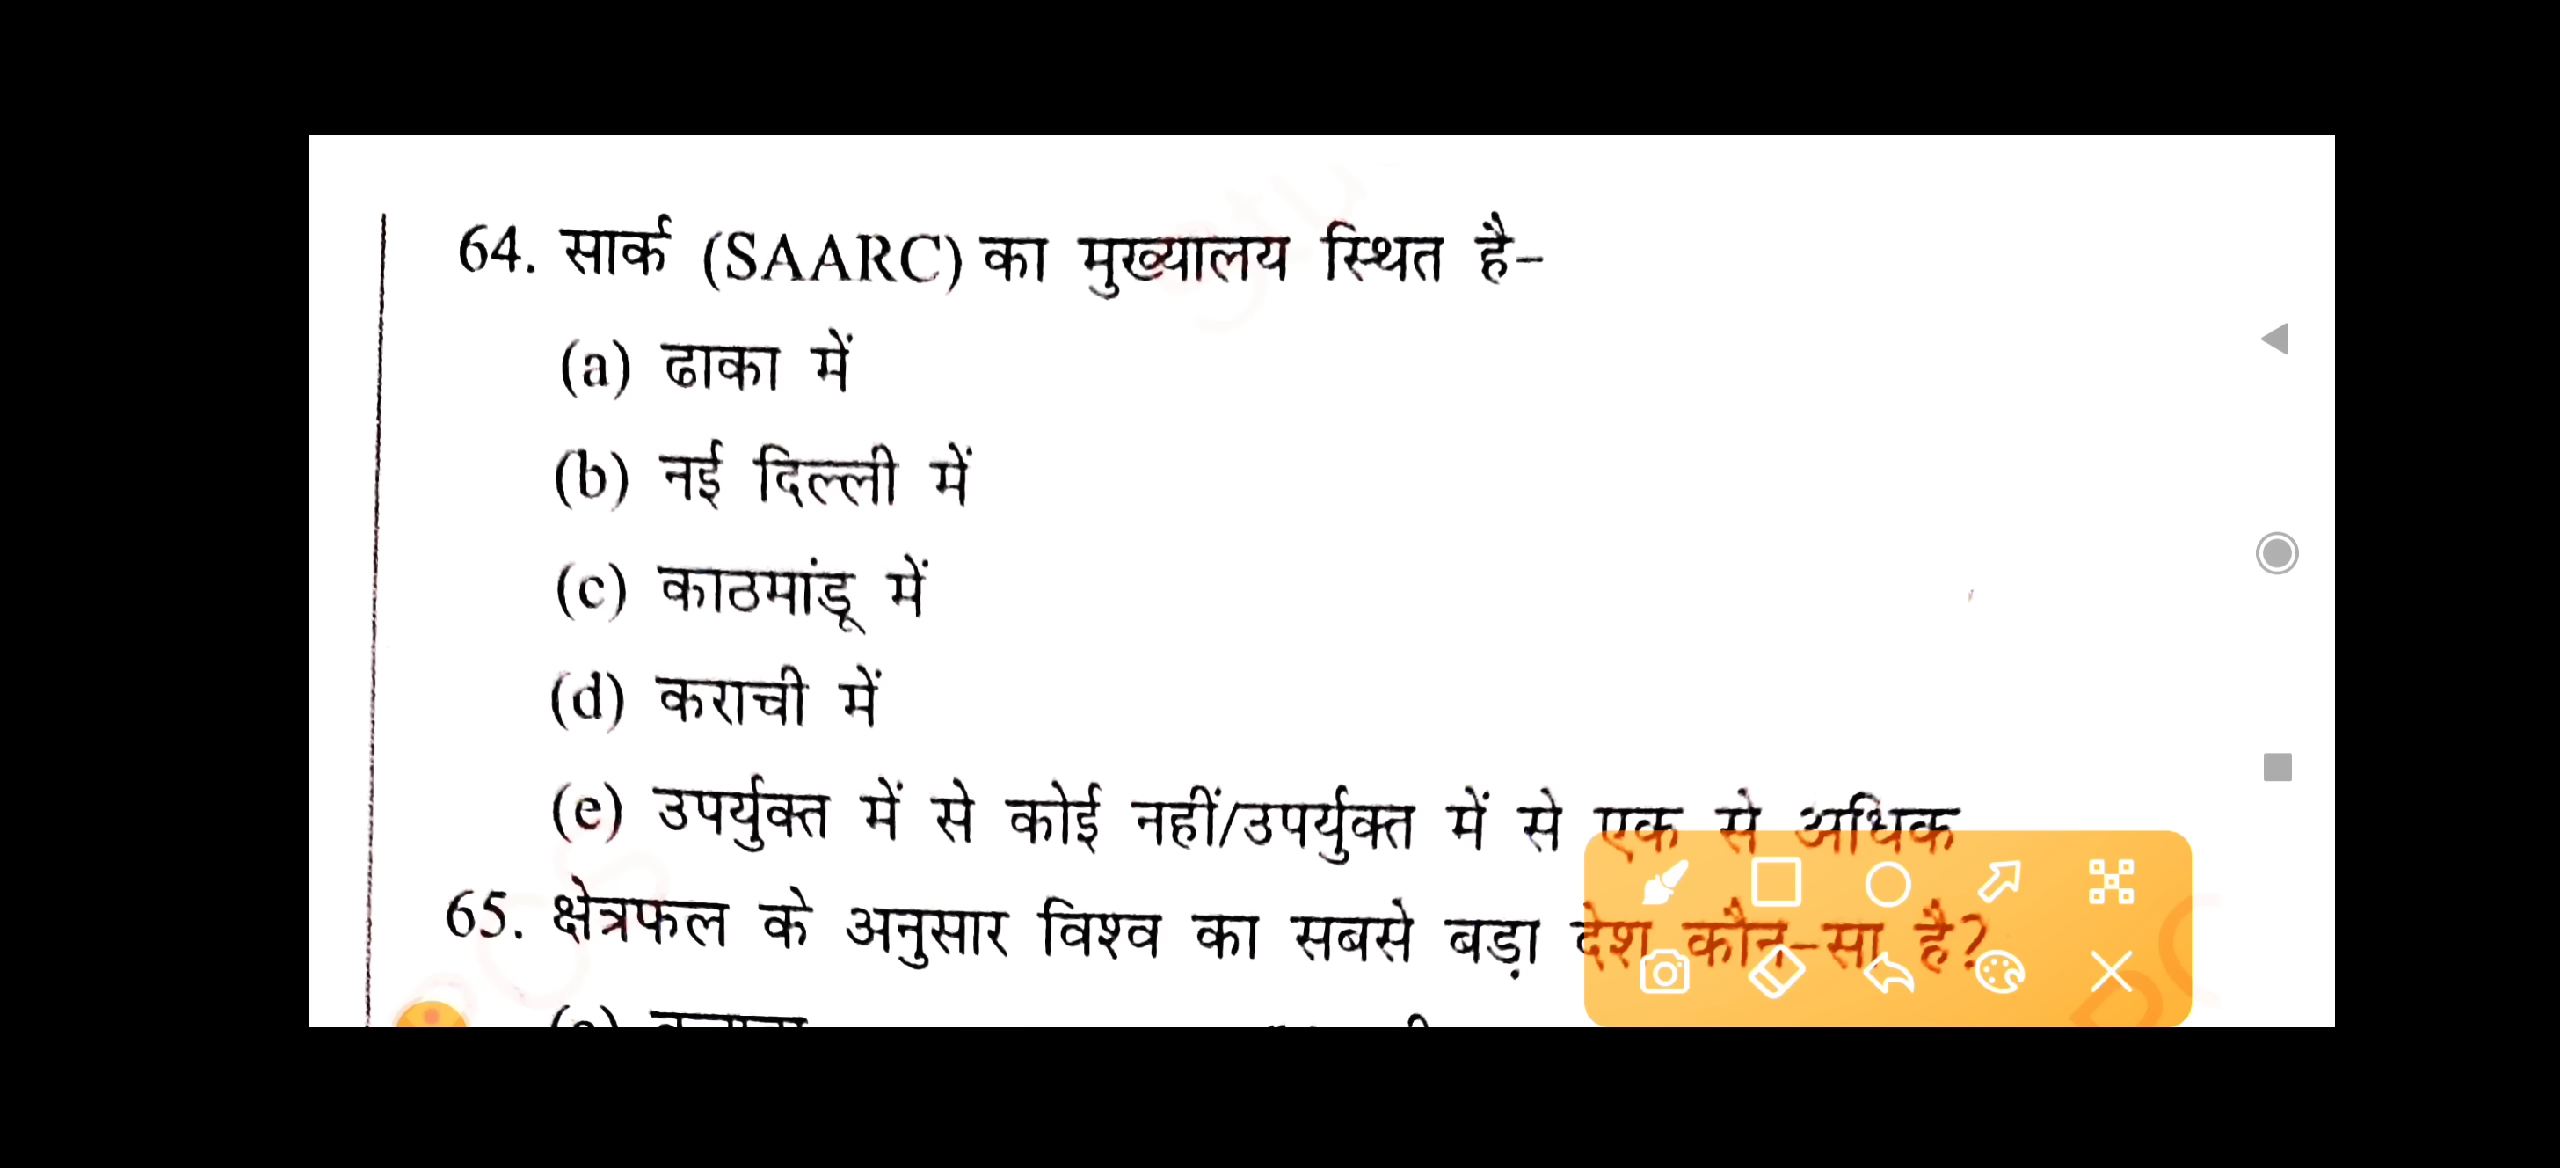 64. सार्क (SAARC) का मुख्यालय स्थित है-
(a) ढाका में
(b) नई दिल्ली में
(c) काठमांडू में
(d) कराची में
(e) उपर्युक्त में से कोई नहीं/उपर्युक्त में से एक से अधिक
65. क्षेत्रफल के अनुसार विश्व का सबसे बड़ा देश कौन-सा है?